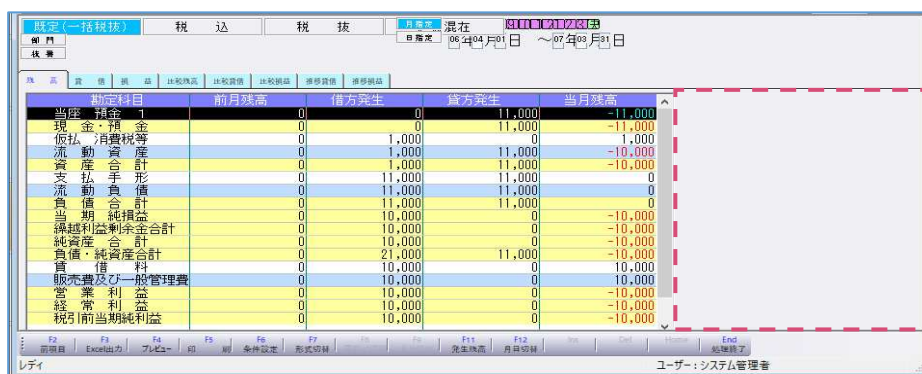 既定(一括税抜) 税 込 税 抜 月指定 混在
部 門 日指定 06年04月01日 ～07年03月31日
枝 番
残 高 貸 借 損 益 比較残高 比較貸借 比較損益 推移貸借 推移損益
勘定科目 前月残高 借方発生 貸方発生 当月残高
当座 預金 1 0 0 11,000 -11,000
現 金・預 金 0 0 11,000 -11,000
仮払 消費税等 0 1,000 0 1,000
流 動 資 産 0 1,000 11,000 -10,000
資 産 合 計 0 1,000 11,000 -10,000
支 払 手 形 0 11,000 11,000 0
流 動 負 債 0 11,000 11,000 0
負 債 合 計 0 11,000 11,000 0
当 期 純損益 0 10,000 0 -10,000
繰越利益剰余金合計 0 10,000 0 -10,000
純資産 合 計 0 10,000 0 -10,000
負債・純資産合計 0 21,000 11,000 -10,000
賃 借 料 0 10,000 0 10,000
販売費及び一般管理費 0 10,000 0 10,000
営 業 利 益 0 10,000 0 -10,000
経 常 利 益 0 10,000 0 -10,000
税引前当期純利益 0 10,000 0 -10,000
F2 F3 F4 F5 F6 F7 F8 F9 F11 F12 Ins Del Home End
前項目 Excel出力 プレビュー 印 刷 条件設定 形式切替 発生残高 月日切替 処理終了
レディ ユーザー：システム管理者